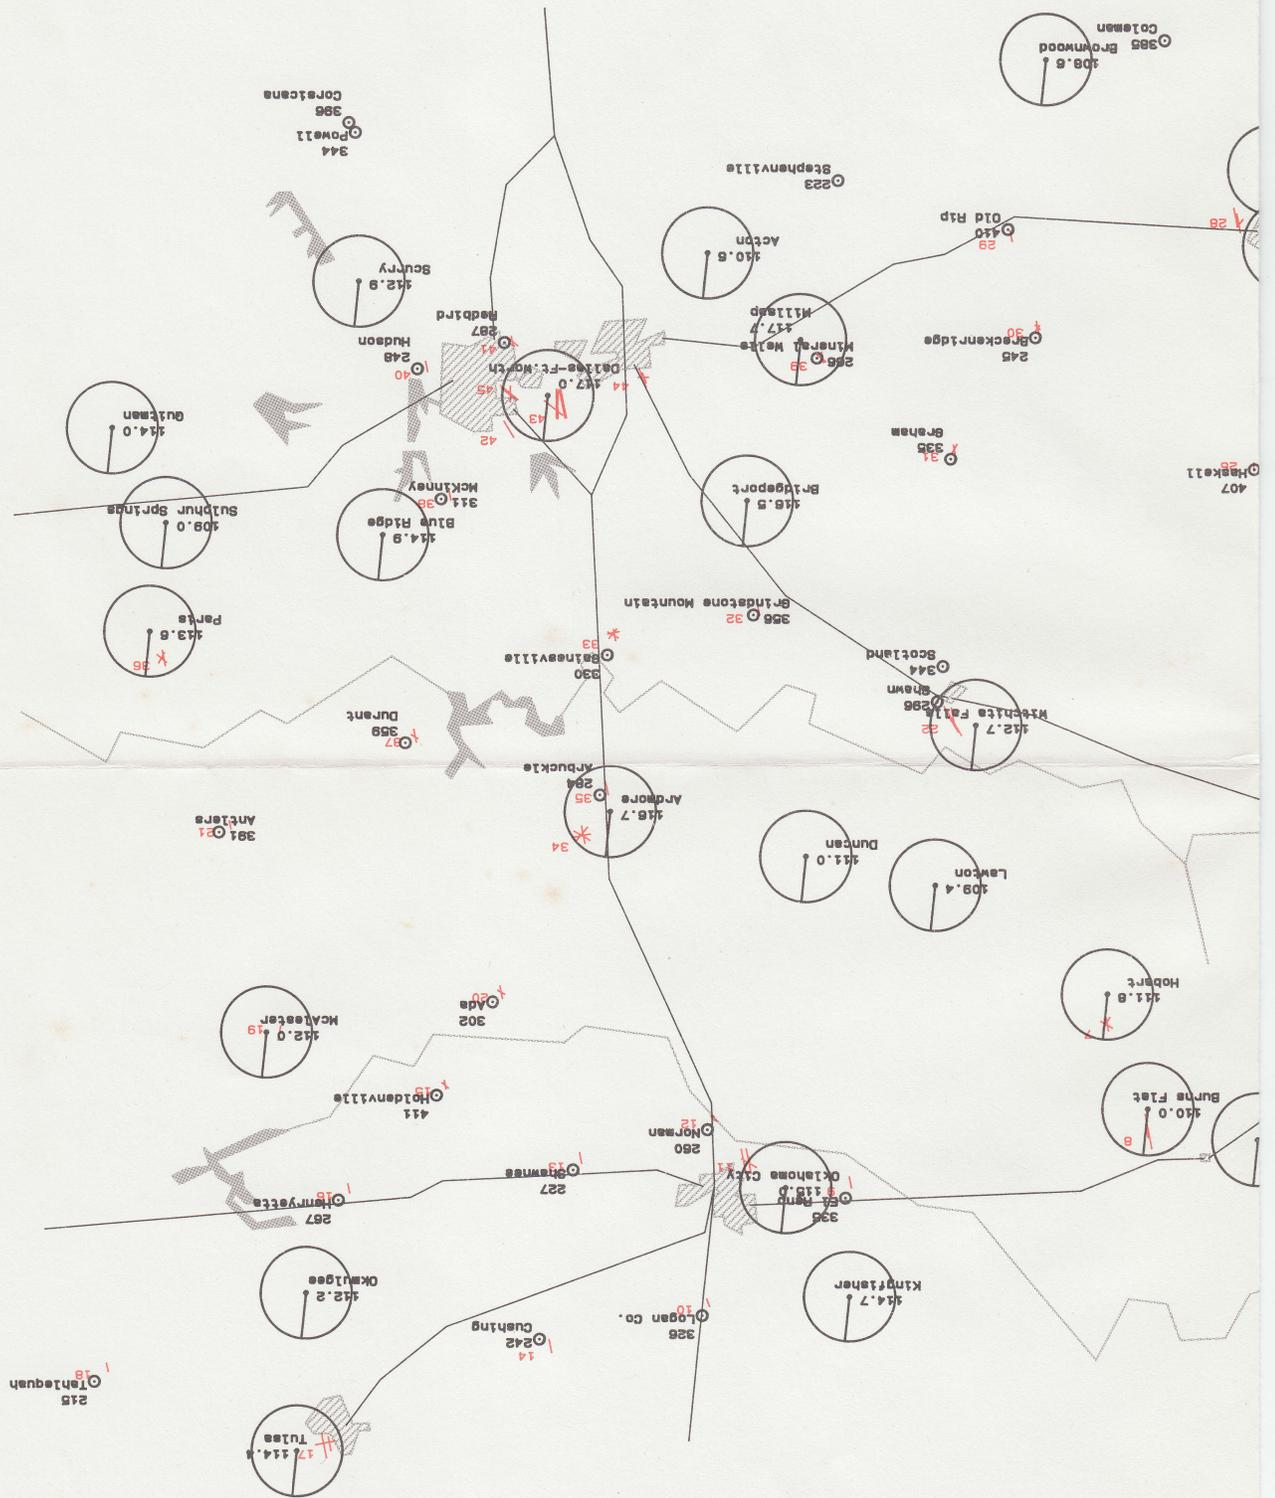 114.4
Tulsa
17
215
Tahlequah
18
14
242
Cushing
326
Logan Co.
10
114.7
Kingfisher
112.2
Okmulgee
335
El Reno
9
115.0
Oklahoma City
11
227
Shawnee
13
267
Henryetta
16
260
Norman
12
8
110.0
Burns Flat
411
Holdenville
15
7
111.8
Hobart
302
Ada
20
112.0
McAlester
19
109.4
Lawton
111.0
Duncan
34
116.7
Ardmore
35
284
Arbuckle
391
Antlers
21
112.7
Witchita Falls
22
296
Shawn
344
Scotland
359
Durant
37
330
Gainesville
33
36
113.6
Paris
356
Grindstone Mountain
32
116.5
Bridgeport
114.9
Blue Ridge
311
McKinney
38
109.0
Sulphur Springs
407
Haskell
26
335
Graham
31
114.0
Quitman
42
43
45
117.0
Dallas-Ft.Worth
44
248
Hudson
40
287
Redbird
41
39
266
Mineral Wells
117.7
Millsap
245
Breckenridge
30
112.9
Scurry
110.6
Acton
29
410
Old Rip
28
223
Stephenville
344
Powell
396
Corsicana
108.6
Brownwood
385
Coleman